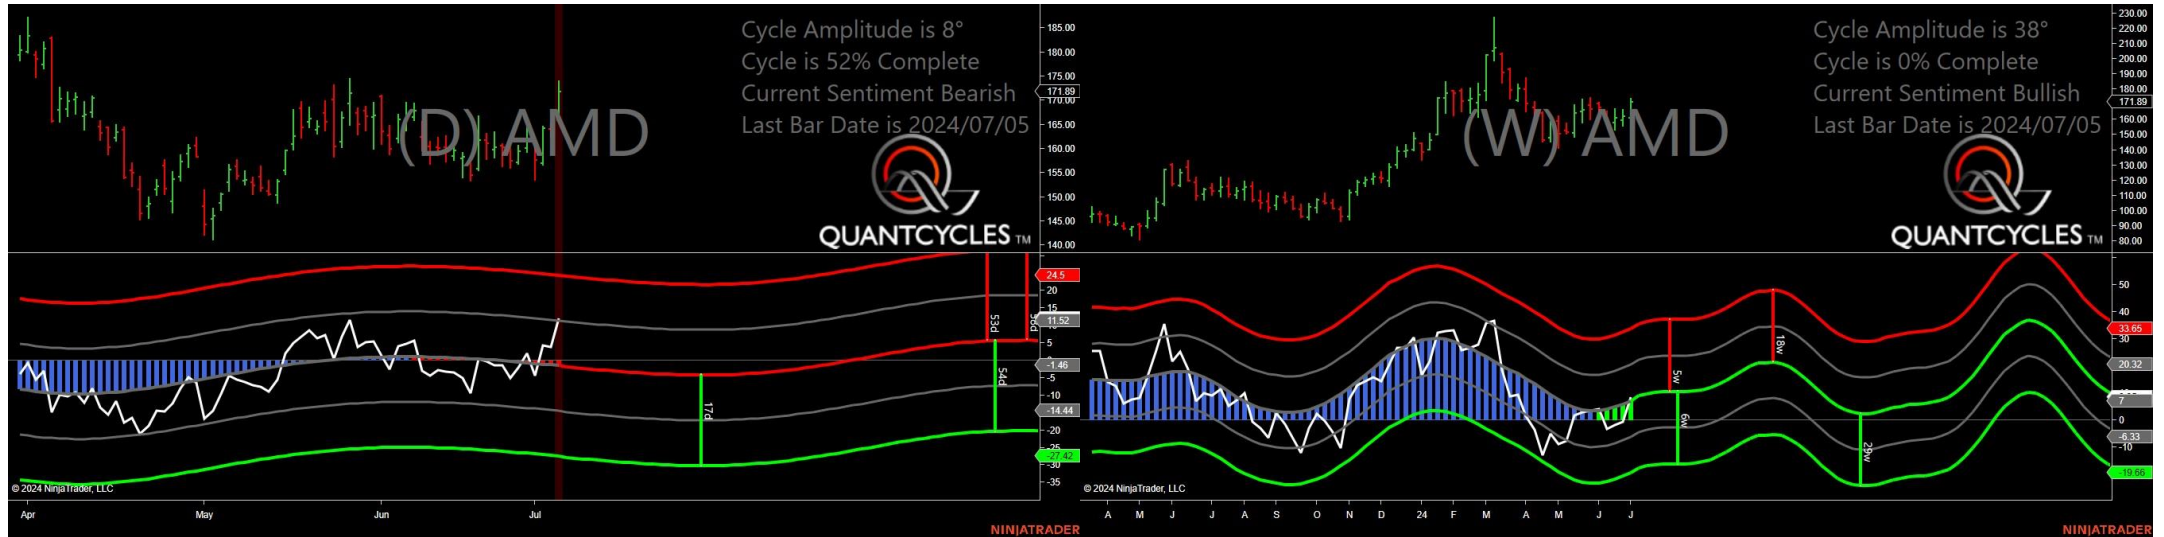 Cycle Amplitude is 8°
Cycle is 52% Complete
Current Sentiment Bearish
Last Bar Date is 2024/07/05
(D) AMD
QUANTCYCLES TM
185.00
180.00
175.00
171.89
170.00
165.00
160.00
155.00
150.00
145.00
140.00
24.5
20
15
11.52
5
-1.46
-5
-10
-14.44
-20
-25
-27.42
-30
-35
17d
53d
54d
© 2024 NinjaTrader, LLC
Apr May Jun Jul
NINJATRADER
Cycle Amplitude is 38°
Cycle is 0% Complete
Current Sentiment Bullish
Last Bar Date is 2024/07/05
(W) AMD
QUANTCYCLES TM
230.00
220.00
210.00
200.00
190.00
180.00
171.89
160.00
150.00
140.00
130.00
120.00
110.00
100.00
90.00
80.00
50
40
33.65
30
20.32
7
0
-6.33
-10
-19.66
5w
6w
18w
29w
© 2024 NinjaTrader, LLC
A M J J A S O N D 24 F M A M J J
NINJATRADER